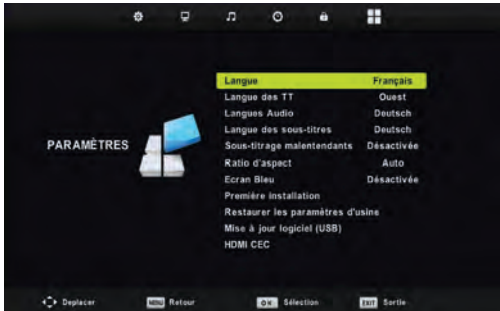 PARAMÈTRES
Langue Français
Langue des TT Ouest
Langues Audio Deutsch
Langue des sous-titres Deutsch
Sous-titrage malentendants Désactivée
Ratio d'aspect Auto
Ecran Bleu Désactivée
Première installation
Restaurer les paramètres d'usine
Mise à jour logiciel (USB)
HDMI CEC
Deplacer MENU Retour OK Sélection EXIT Sortie